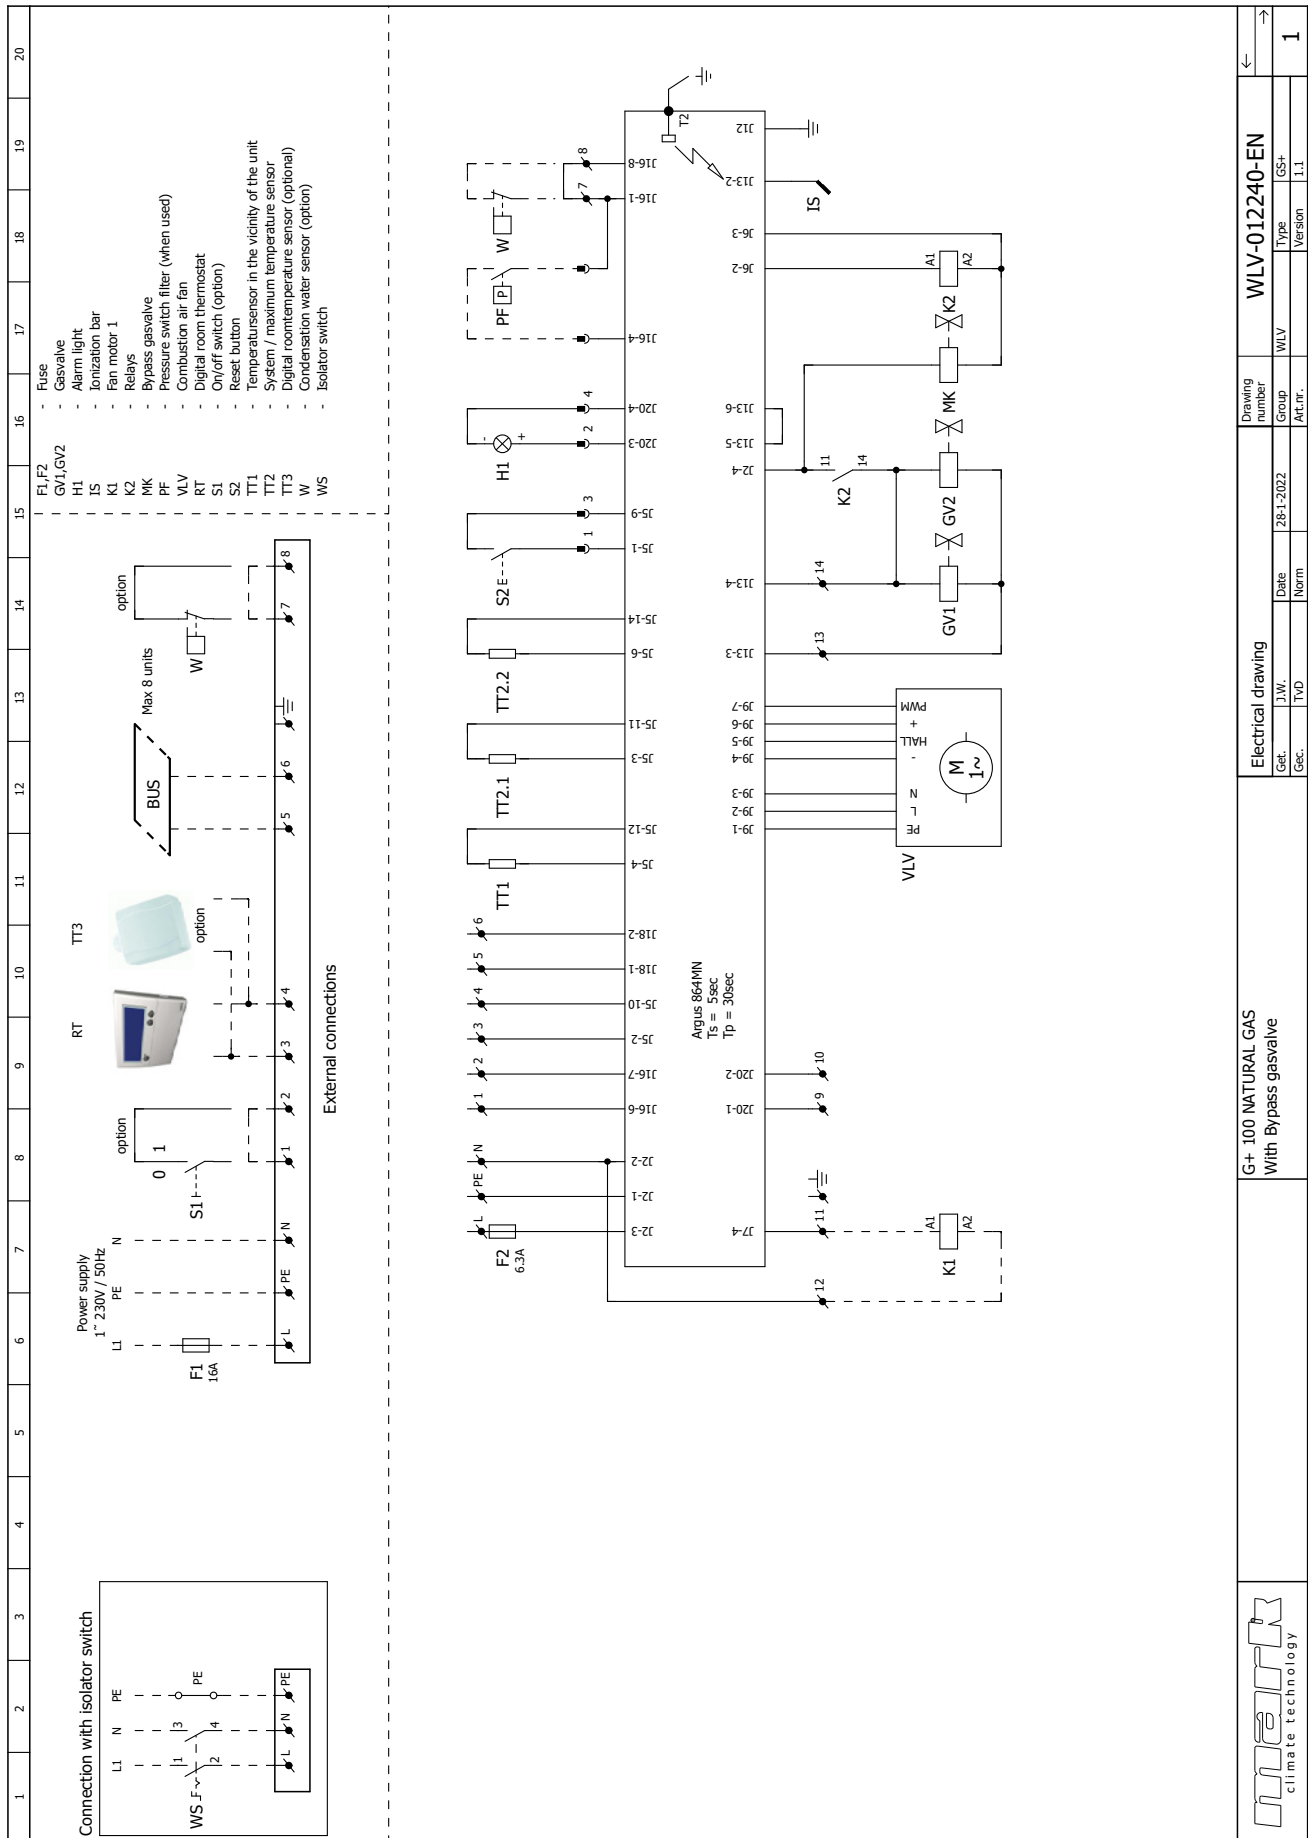 1 2 3 4 5 6 7 8 9 10 11 12 13 14 15 16 17 18 19 20
Connection with isolator switch
L1 N PE
WS
1 3
2 4
PE
L N PE
Power supply
1~ 230V / 50Hz
L1 PE N
F1
16A
option
0 1
S1
RT
TT3
option
BUS
Max 8 units
option
W
L PE N 1 2 3 4 5 6 7 8
External connections
F1,F2 - Fuse
GV1,GV2 - Gasvalve
H1 - Alarm light
IS - Ionization bar
K1 - Fan motor 1
K2 - Relays
MK - Bypass gasvalve
PF - Pressure switch filter (when used)
VLV - Combustion air fan
RT - Digital room thermostat
S1 - On/off switch (option)
S2 - Reset button
TT1 - Temperatursensor in the vicinity of the unit
TT2 - System / maximum temperature sensor
TT3 - Digital roomtemperature sensor (optional)
W - Condensation water sensor (option)
WS - Isolator switch
L PE N 1 2 3 4 5 6
F2
6.3A
TT1
TT2.1
TT2.2
S2
1 3
H1
- +
2 4
PF
P
W
7 8
J2-3 J2-1 J2-2 J16-6 J16-7 J5-2 J5-10 J18-1 J18-2 J5-4 J5-12 J5-3 J5-11 J5-6 J5-14 J5-1 J5-9 J20-3 J20-4 J16-4 J16-1 J16-8
T2
Argus 864MN
Ts = 5sec
Tp = 30sec
J7-4 J20-1 J20-2 J9-1 J9-2 J9-3 J9-4 J9-5 J9-6 J9-7 J13-3 J13-4 J2-4 J13-5 J13-6 J6-2 J6-3 J13-2 J12
12 11 9 10
K1
A1
A2
VLV
PE L N - HALL + PWM
M
1~
13 14
K2
11
14
GV1 GV2 MK K2
A1
A2
IS
mark
climate technology
G+ 100 NATURAL GAS
With Bypass gasvalve
Electrical drawing
Get. J.W. Date 28-1-2022
Gec. TvD Norm
Drawing
number
WLV-012240-EN
Group WLV Type GS+
Art.nr. Version 1.1
← →
1